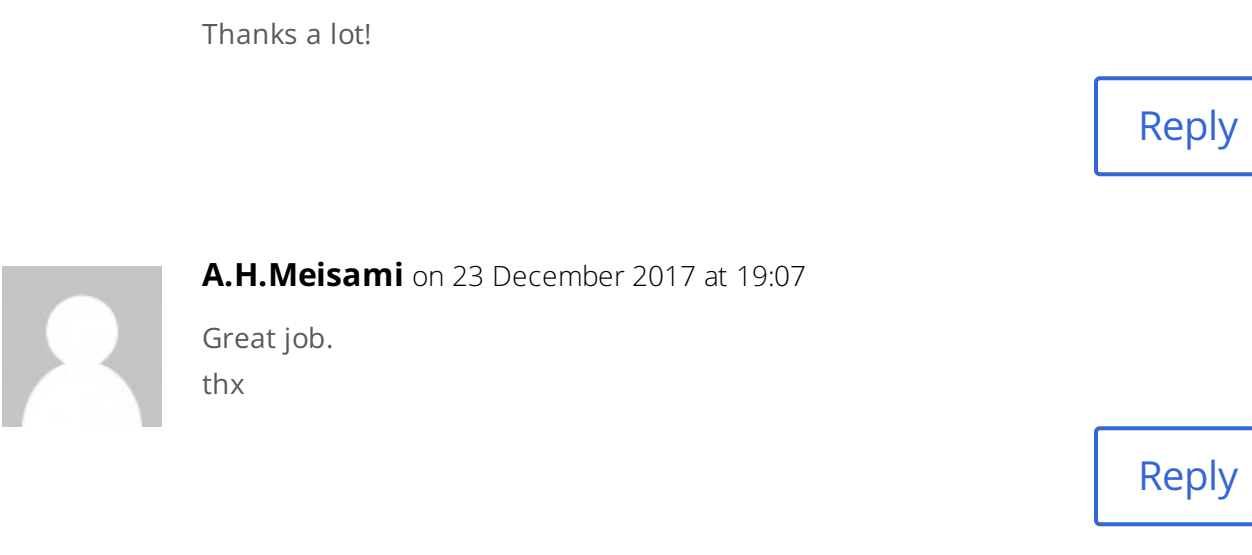 Thanks a lot!
Reply
A.H.Meisami on 23 December 2017 at 19:07
Great job.
thx
Reply